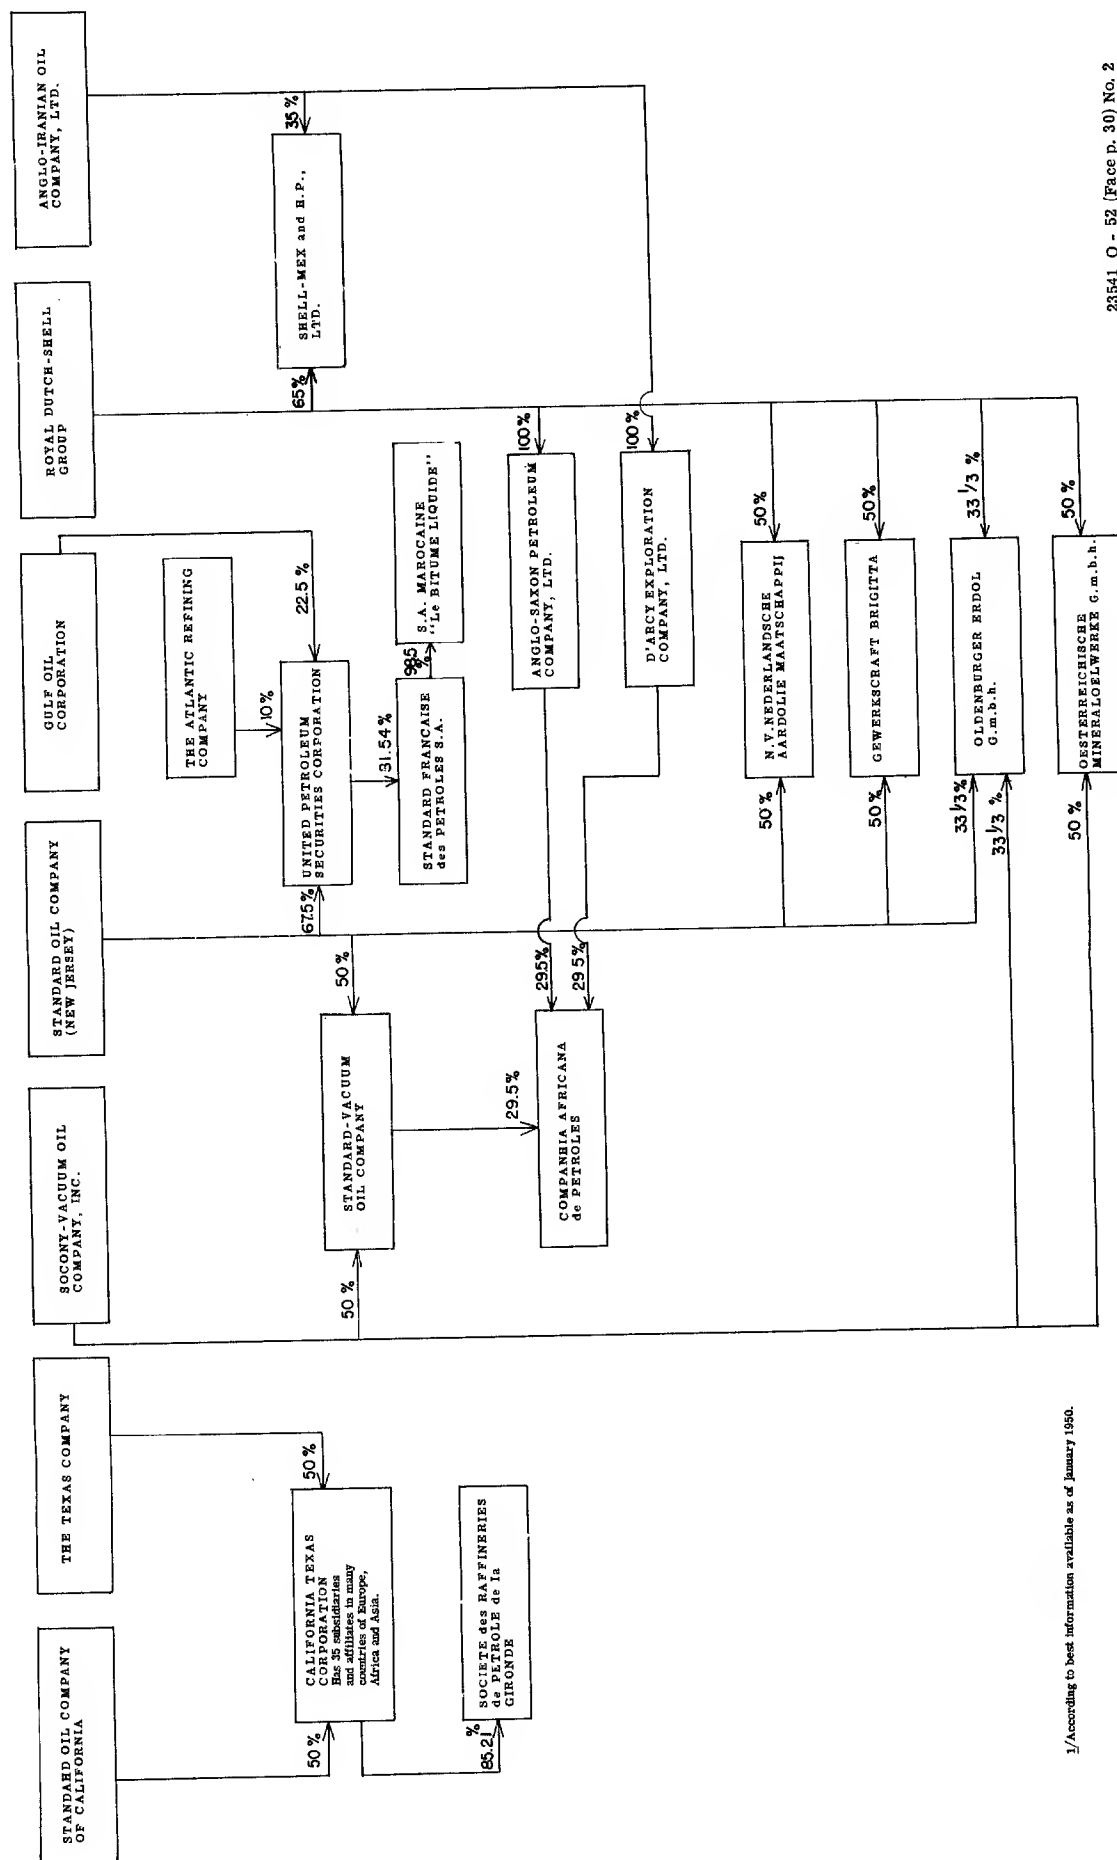 STANDAHD OIL COMPANY
OF CALIFORNIA
THE TEXAS COMPANY
SOCONY-VACUUM OIL
COMPANY, INC.
STANDARD OIL COMPANY
(NEW JERSEY)
GULF OIL
CORPORATION
ROYAL DUTCH-SHELL
GROUP
ANGLO-IRANIAN OIL
COMPANY, LTD.
THE ATLANTIC REFINING
COMPANY
10%
22.5 %
67.5%
UNITED PETROLEUM
SECURITIES CORPORATION
31.54%
STANDARD FRANCAISE
des PETROLES S.A.
98.5
%
S.A. MAROCAINE
"Le BITUME LIQUIDE"
65%
35%
SHELL-MEX and B.P.,
LTD.
50%
50%
CALIFORNIA TEXAS
CORPORATION
Has 35 subsidiaries
and affiliates in many
countries of Europe,
Africa and Asia.
85.21
%
SOCIETE des RAFFINERIES
de PETROLE de la
GIRONDE
50%
50%
STANDARD-VACUUM
OIL COMPANY
29.5%
29.5%
29.5%
COMPANHIA AFRICANA
de PETROLES
100%
ANGLO-SAXON PETROLEUM
COMPANY, LTD.
100%
D'ARCY EXPLORATION
COMPANY, LTD.
50%
50%
N.V. NEDERLANDSCHE
AARDOLIE MAATSCHAPPIJ
50%
50%
GEWERKSCRAFT BRIGITTA
33 1/3%
33 1/3 %
33 1/3 %
OLDENBURGER ERDOL
G.m.b.h.
50%
50%
OESTERREICHISCHE
MINERALOELWERKE G.m.b.h.
1/According to best information available as of January 1950.
23541 O - 52 (Face p. 30) No. 2